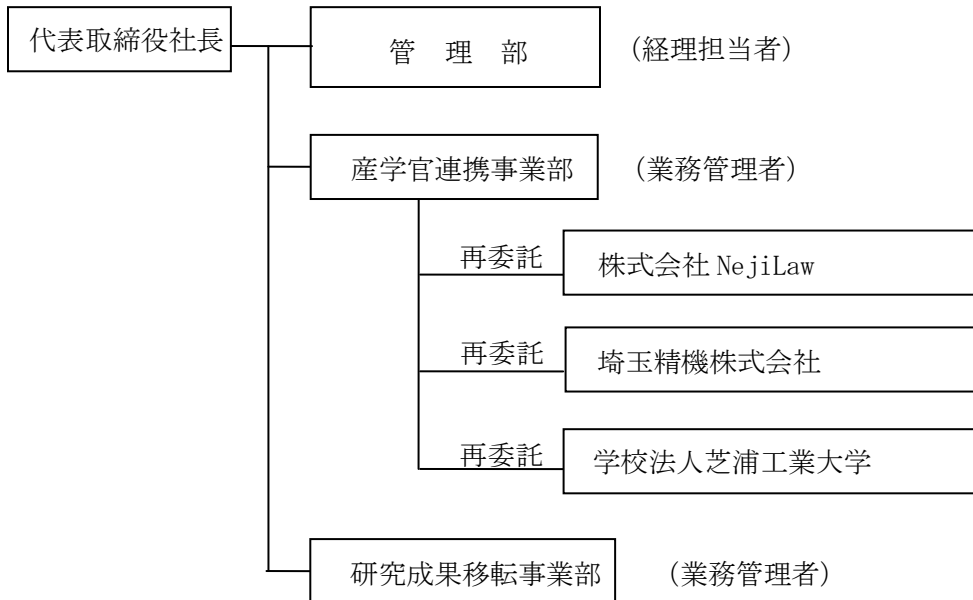 代表取締役社長
管 理 部 (経理担当者)
産学官連携事業部 (業務管理者)
再委託 株式会社 NejiLaw
再委託 埼玉精機株式会社
再委託 学校法人芝浦工業大学
研究成果移転事業部 (業務管理者)